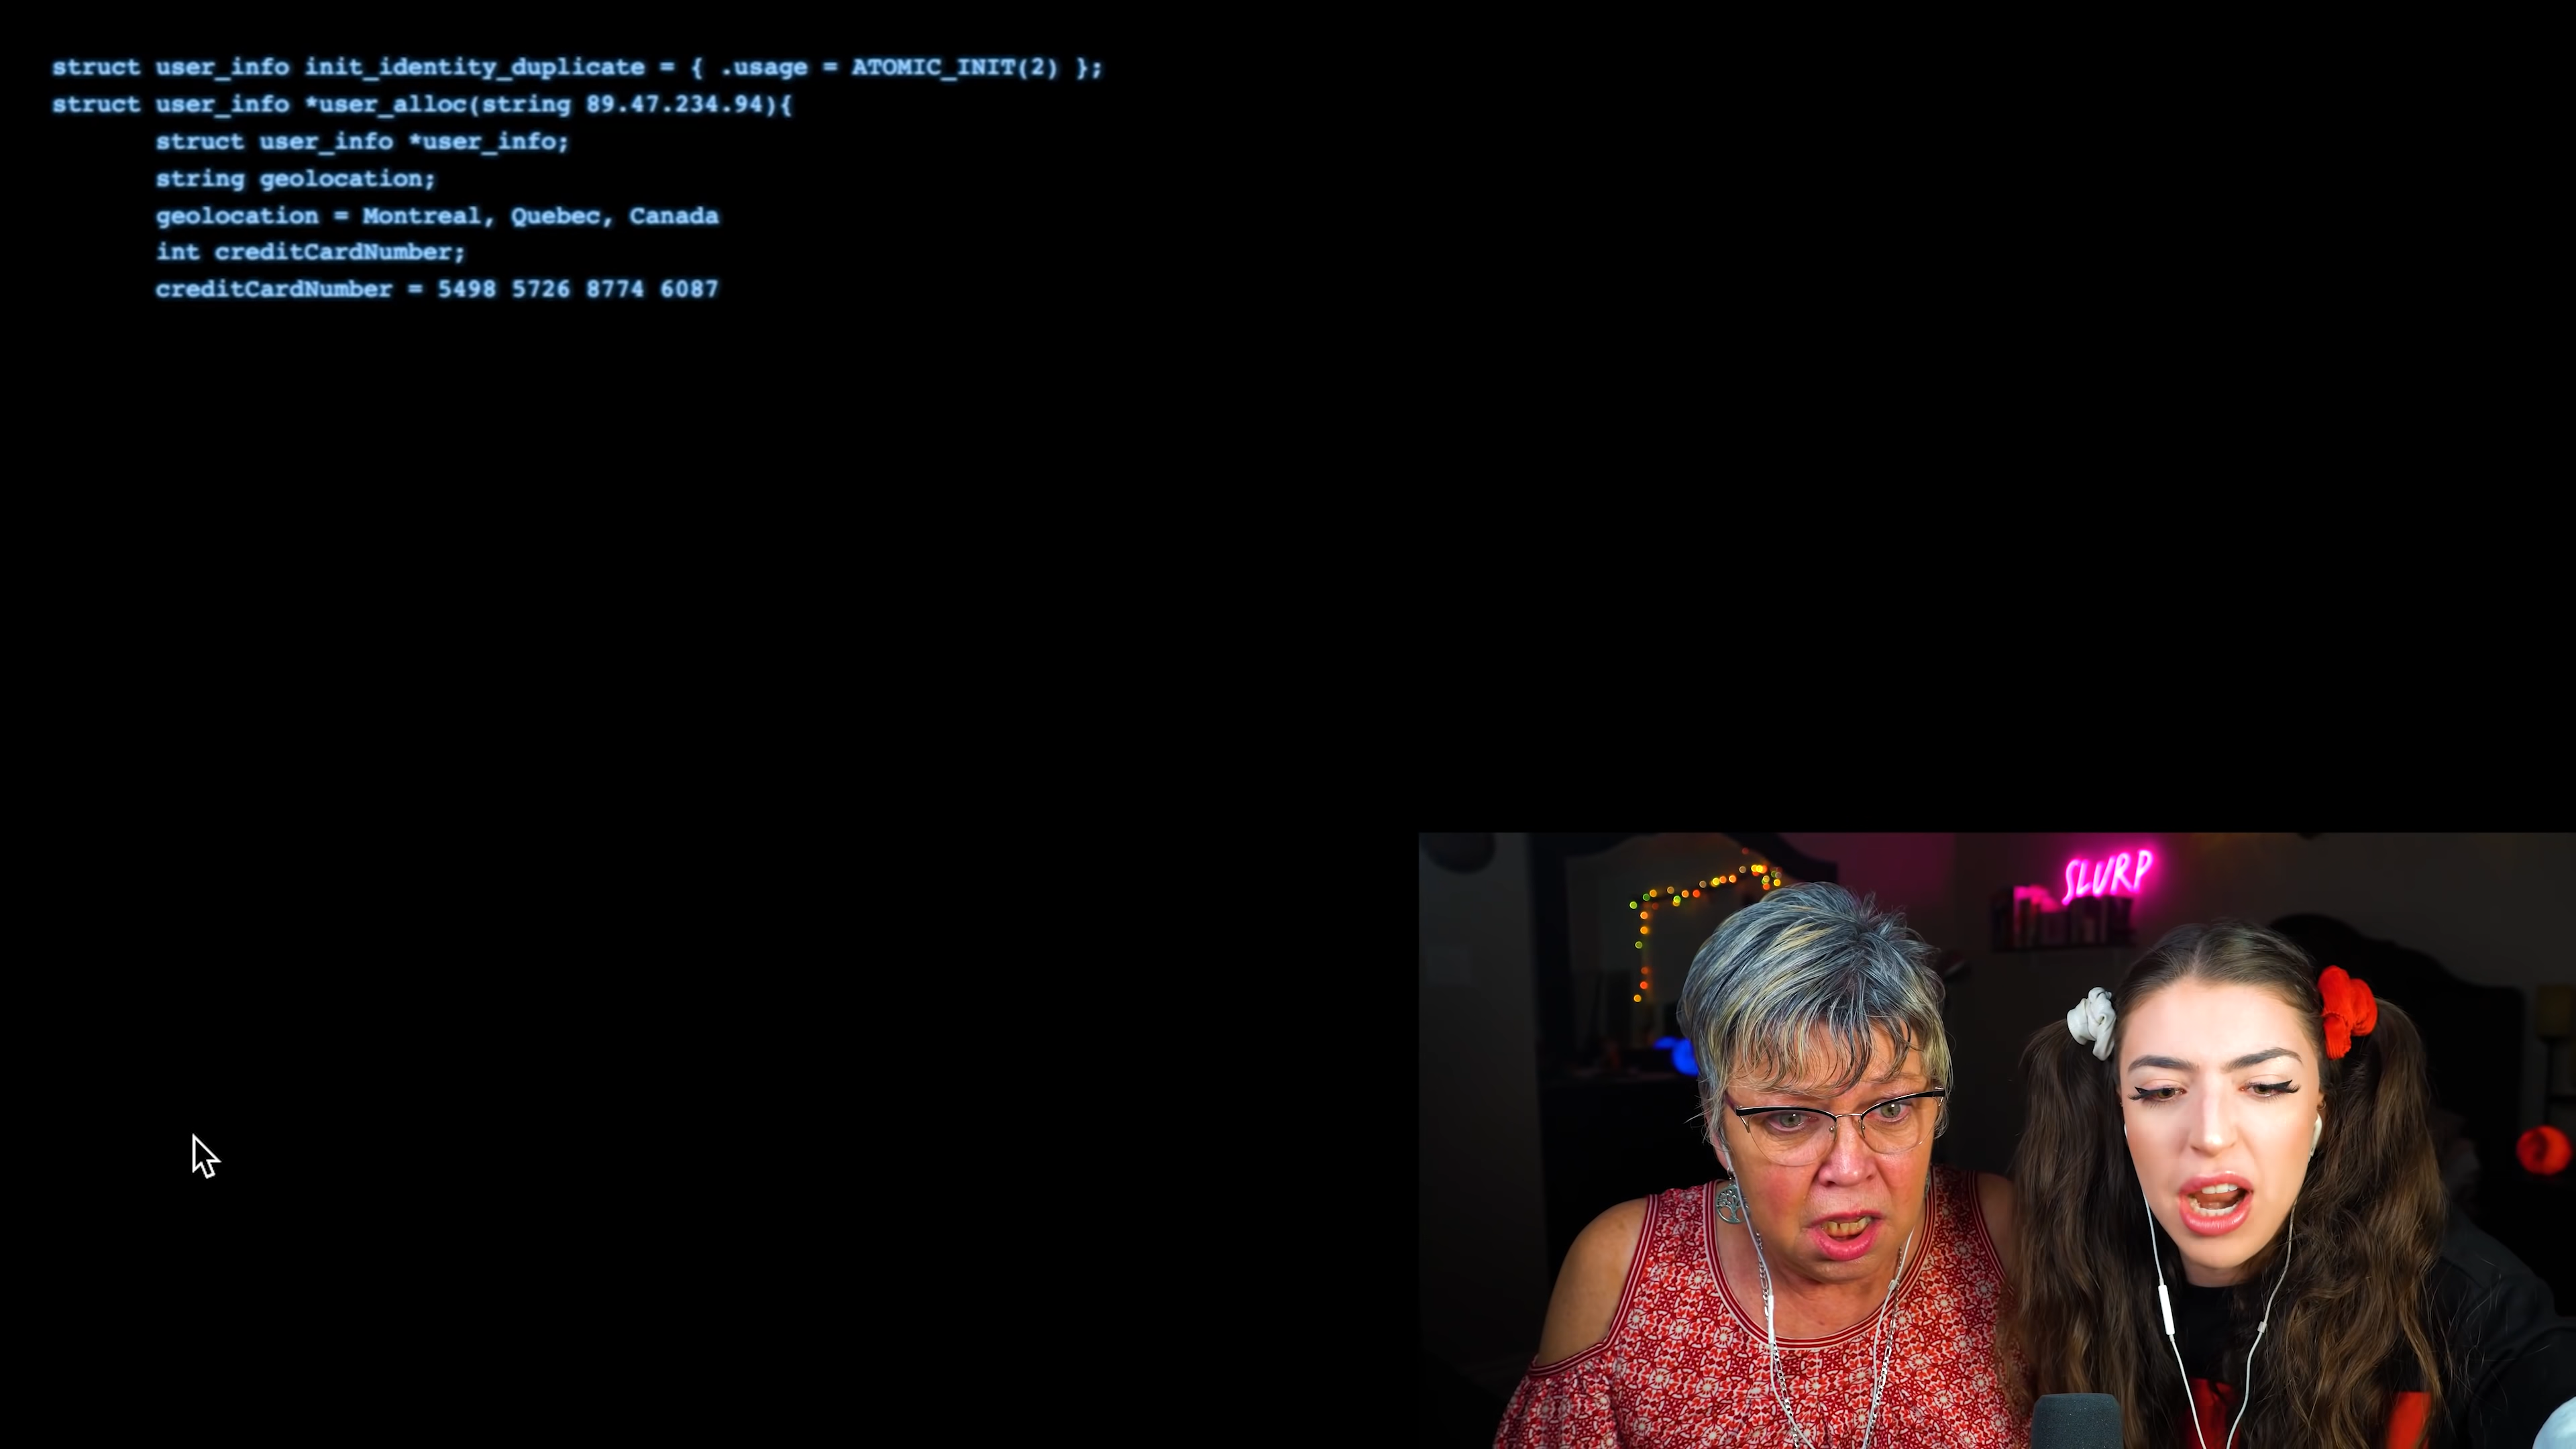 struct user_info init_identity_duplicate = { .usage = ATOMIC_INIT(2) };
struct user_info *user_alloc(string 89.47.234.94){
struct user_info *user_info;
string geolocation;
geolocation = Montreal, Quebec, Canada
int creditCardNumber;
creditCardNumber = 5498 5726 8774 6087
SLURP